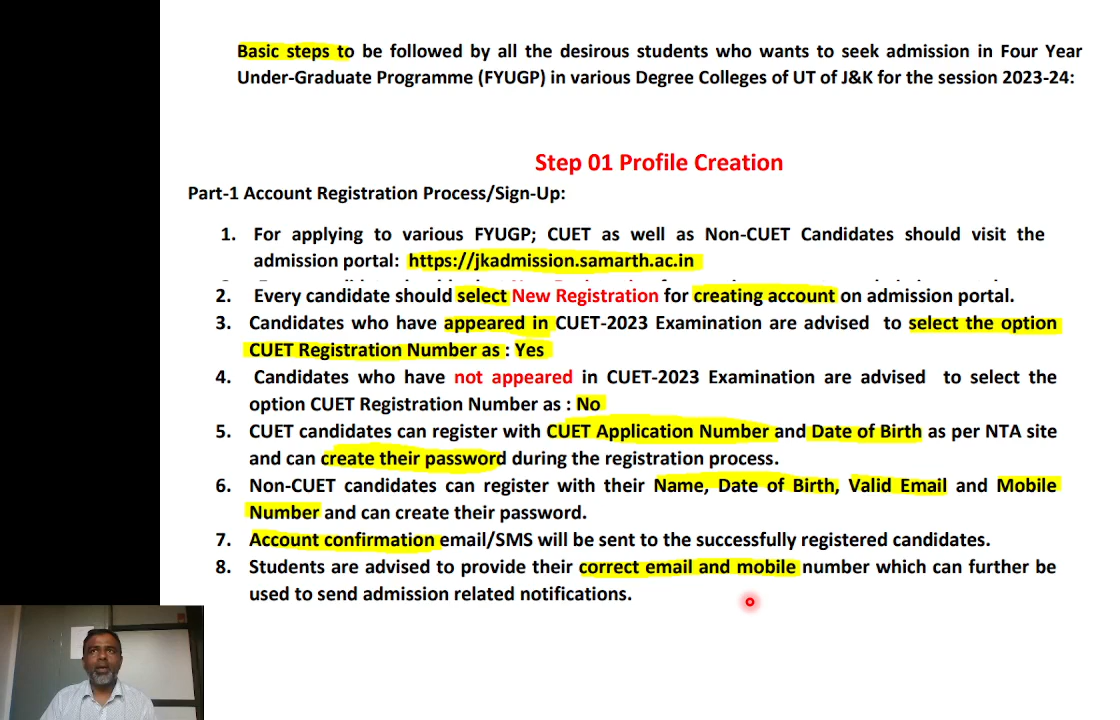 Basic steps to be followed by all the desirous students who wants to seek admission in Four Year
Under-Graduate Programme (FYUGP) in various Degree Colleges of UT of J&K for the session 2023-24:
Step 01 Profile Creation
Part-1 Account Registration Process/Sign-Up:
1. For applying to various FYUGP; CUET as well as Non-CUET Candidates should visit the
admission portal: https://jkadmission.samarth.ac.in
2. Every candidate should select New Registration for creating account on admission portal.
3. Candidates who have appeared in CUET-2023 Examination are advised to select the option
CUET Registration Number as : Yes
4. Candidates who have not appeared in CUET-2023 Examination are advised to select the
option CUET Registration Number as : No
5. CUET candidates can register with CUET Application Number and Date of Birth as per NTA site
and can create their password during the registration process.
6. Non-CUET candidates can register with their Name, Date of Birth, Valid Email and Mobile
Number and can create their password.
7. Account confirmation email/SMS will be sent to the successfully registered candidates.
8. Students are advised to provide their correct email and mobile number which can further be
used to send admission related notifications.